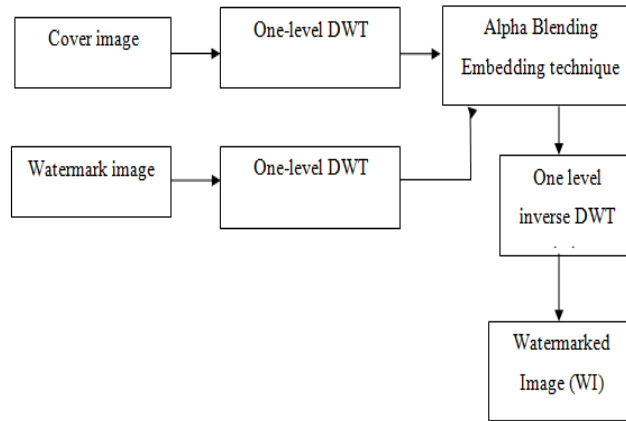 Cover image
One-level DWT
Alpha Blending
Embedding technique
Watermark image
One-level DWT
One level
inverse DWT
Watermarked
Image (WI)